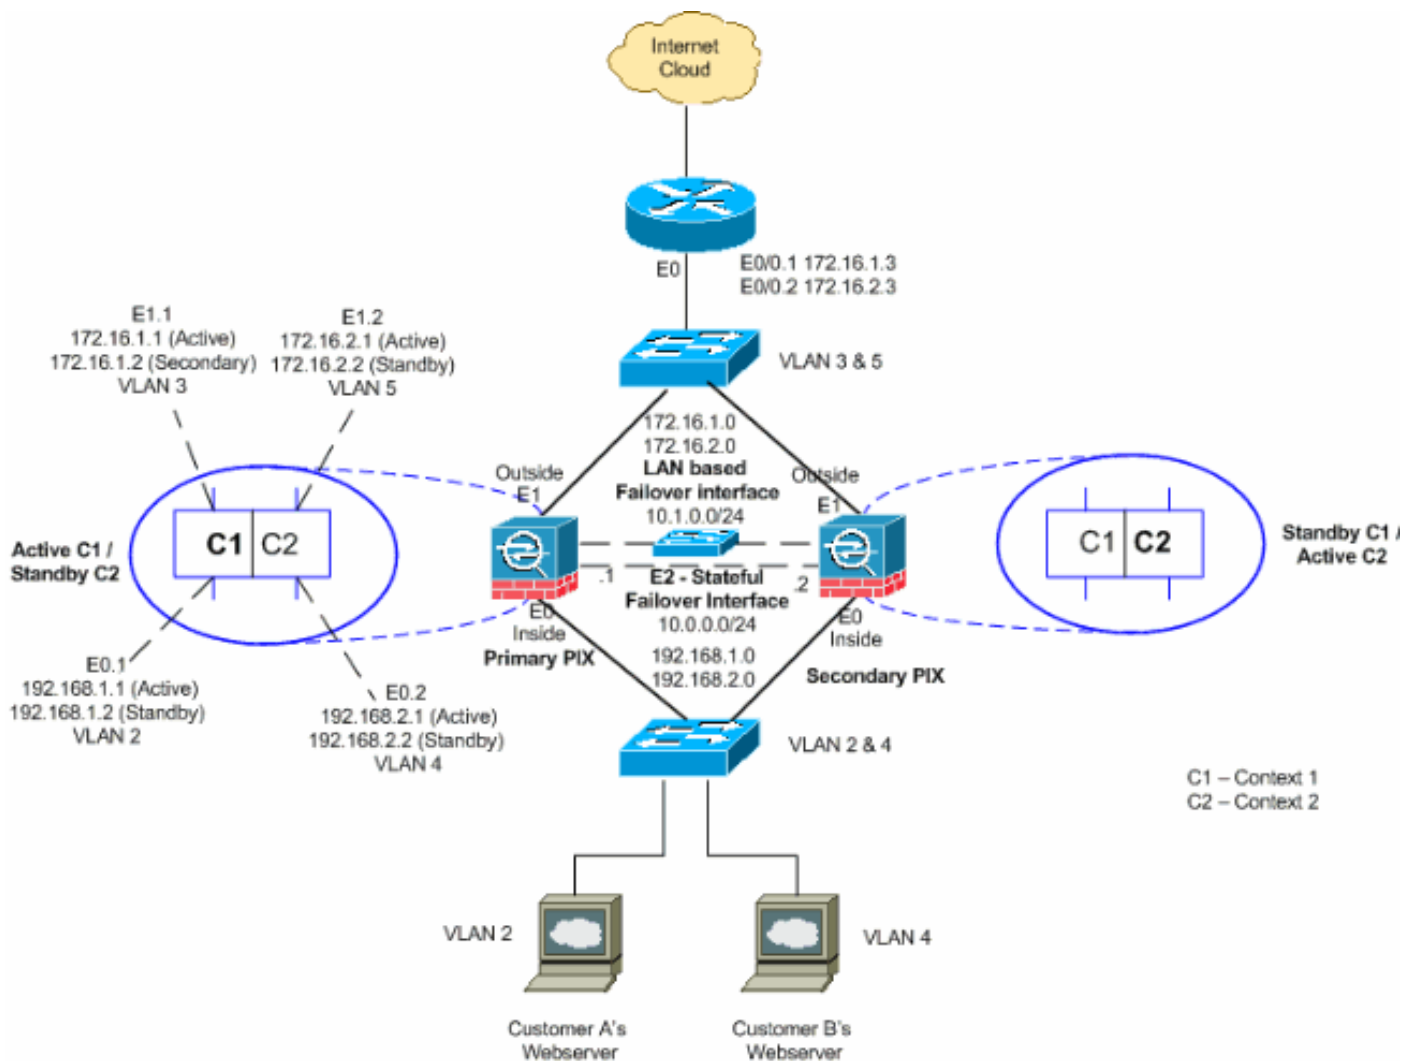 Internet
Cloud
E0
E0/0.1 172.16.1.3
E0/0.2 172.16.2.3
E1.1
172.16.1.1 (Active)
172.16.1.2 (Secondary)
VLAN 3
E1.2
172.16.2.1 (Active)
172.16.2.2 (Standby)
VLAN 5
VLAN 3 & 5
172.16.1.0
172.16.2.0
LAN based
Failover interface
10.1.0.0/24
Outside
E1
Outside
E1
Active C1 /
Standby C2
C1 C2
C1 C2
Standby C1 /
Active C2
.1
.2
E2 - Stateful
Failover Interface
10.0.0.0/24
E0
Inside
Primary PIX
E0
Inside
Secondary PIX
192.168.1.0
192.168.2.0
E0.1
192.168.1.1 (Active)
192.168.1.2 (Standby)
VLAN 2
E0.2
192.168.2.1 (Active)
192.168.2.2 (Standby)
VLAN 4
VLAN 2 & 4
C1 – Context 1
C2 – Context 2
VLAN 2
VLAN 4
Customer A's
Webserver
Customer B's
Webserver